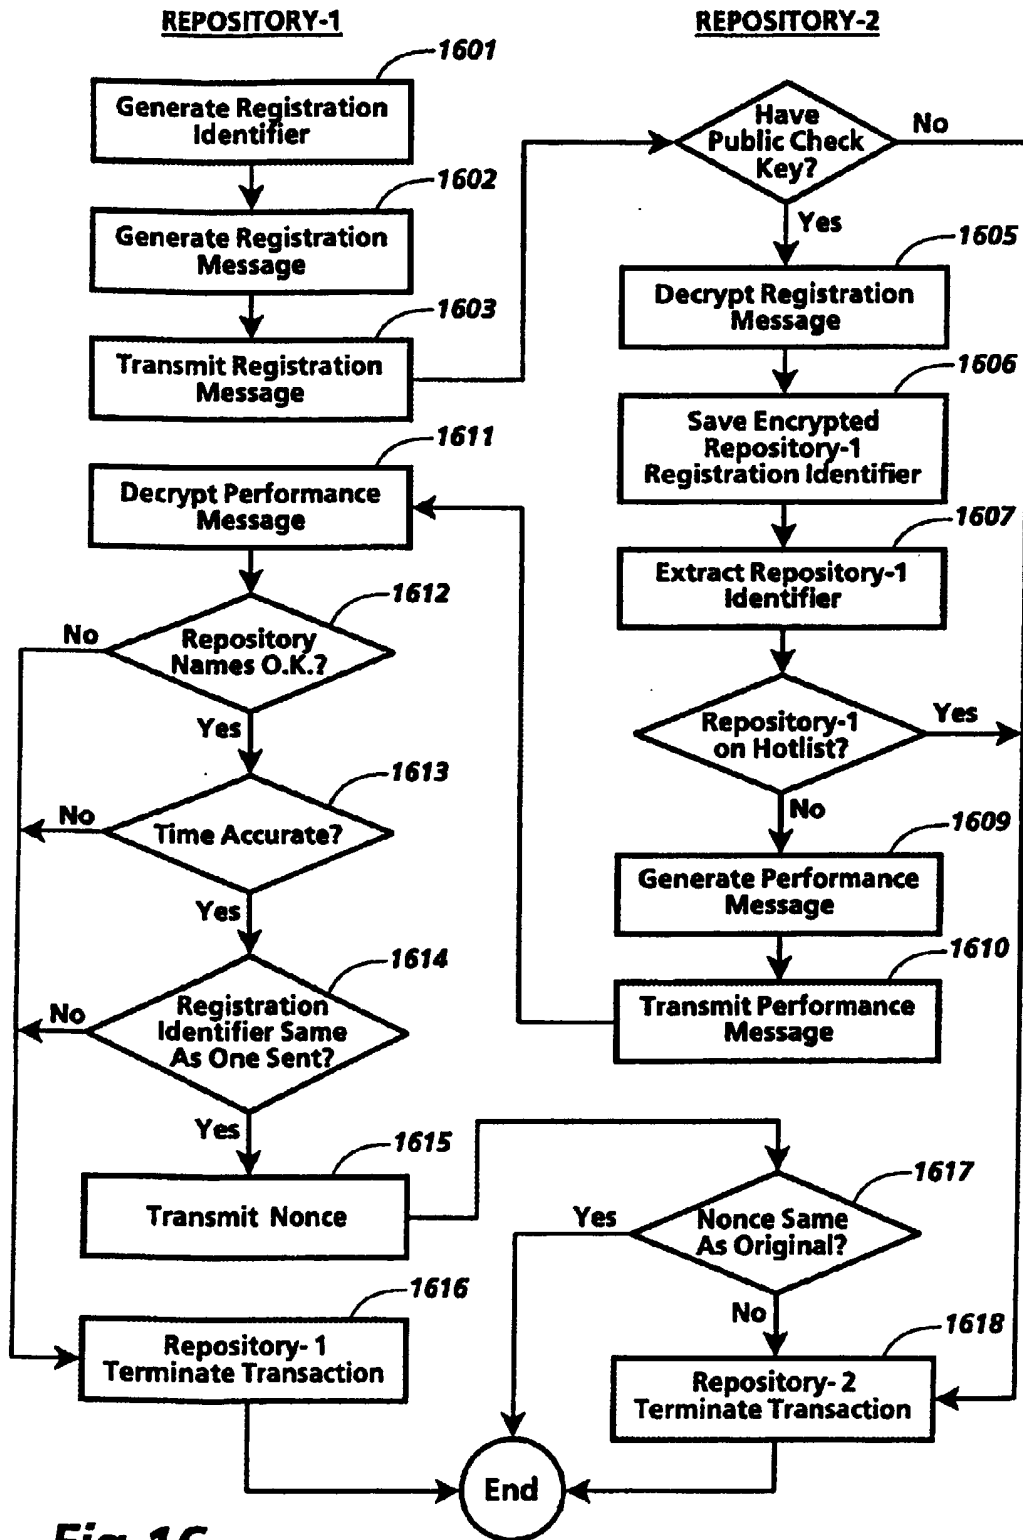 REPOSITORY-1
1601
Generate Registration
Identifier
1602
Generate Registration
Message
1603
Transmit Registration
Message
1611
Decrypt Performance
Message
1612
No
Repository
Names O.K.?
Yes
1613
No
Time Accurate?
Yes
1614
No
Registration
Identifier Same
As One Sent?
Yes
1615
Transmit Nonce
1616
Repository- 1
Terminate Transaction
REPOSITORY-2
Have
Public Check
Key?
No
Yes
1605
Decrypt Registration
Message
1606
Save Encrypted
Repository-1
Registration Identifier
1607
Extract Repository-1
Identifier
Repository-1
on Hotlist?
Yes
No
1609
Generate Performance
Message
1610
Transmit Performance
Message
1617
Yes
Nonce Same
As Original?
No
1618
Repository- 2
Terminate Transaction
End
Fig.16